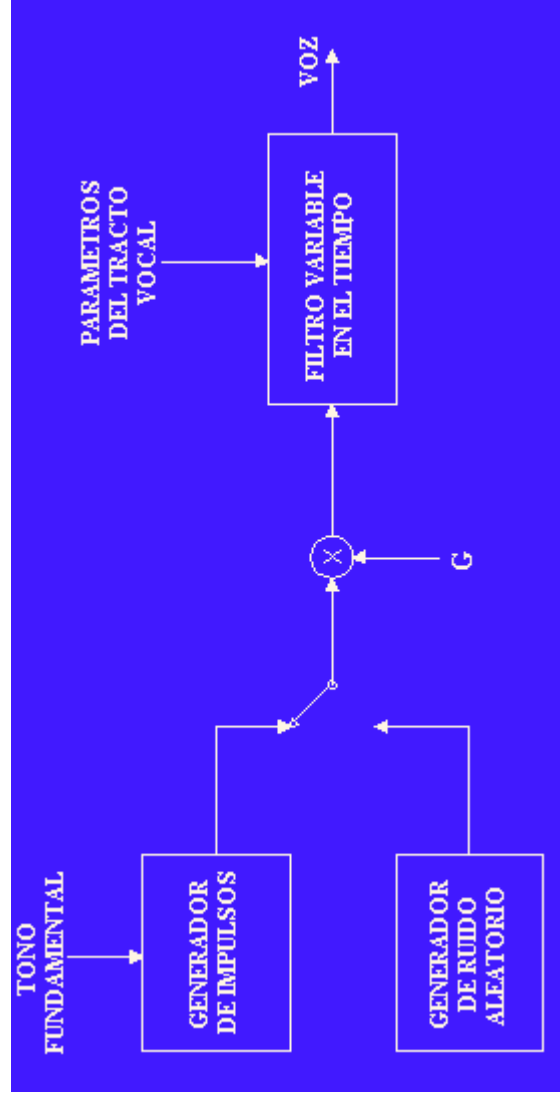 TONO
FUNDAMENTAL
GENERADOR
DE IMPULSOS
GENERADOR
DE RUIDO
ALEATORIO
X
G
PARAMETROS
DEL TRACTO
VOCAL
FILTRO VARIABLE
EN EL TIEMPO
VOZ